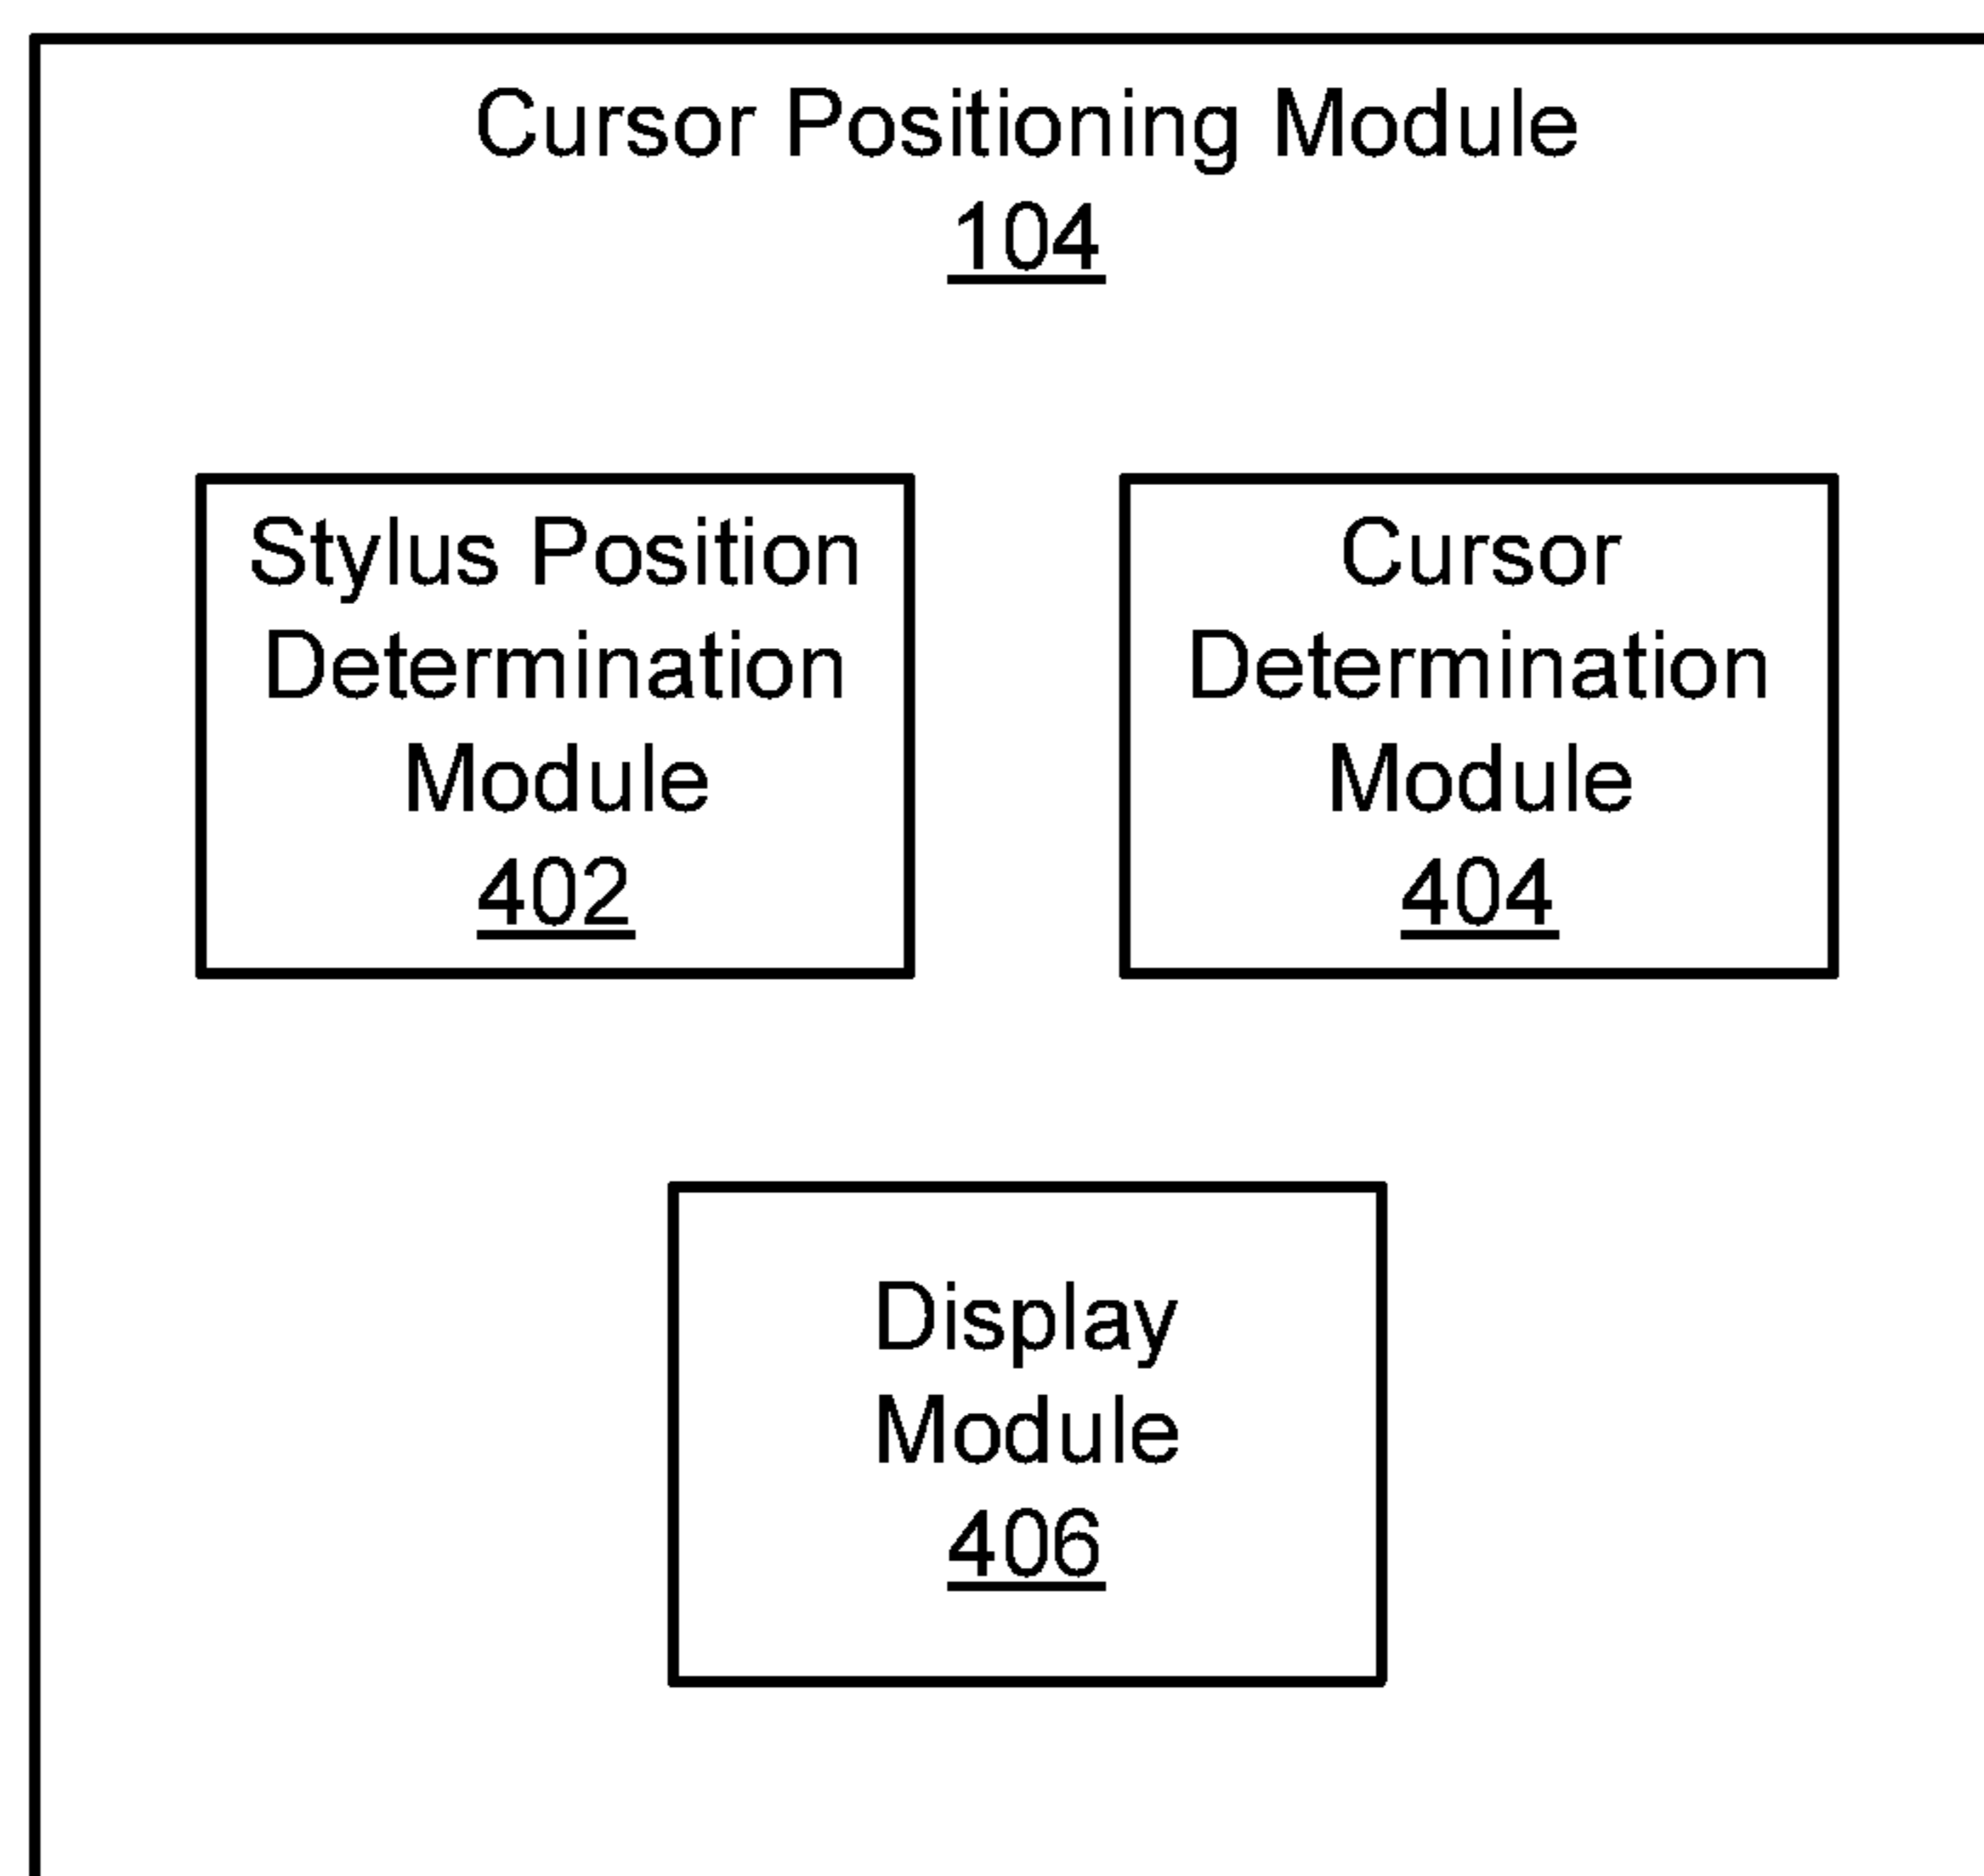 Cursor Positioning Module
104
Stylus Position
Determination
Module
402
Cursor
Determination
Module
404
Display
Module
406